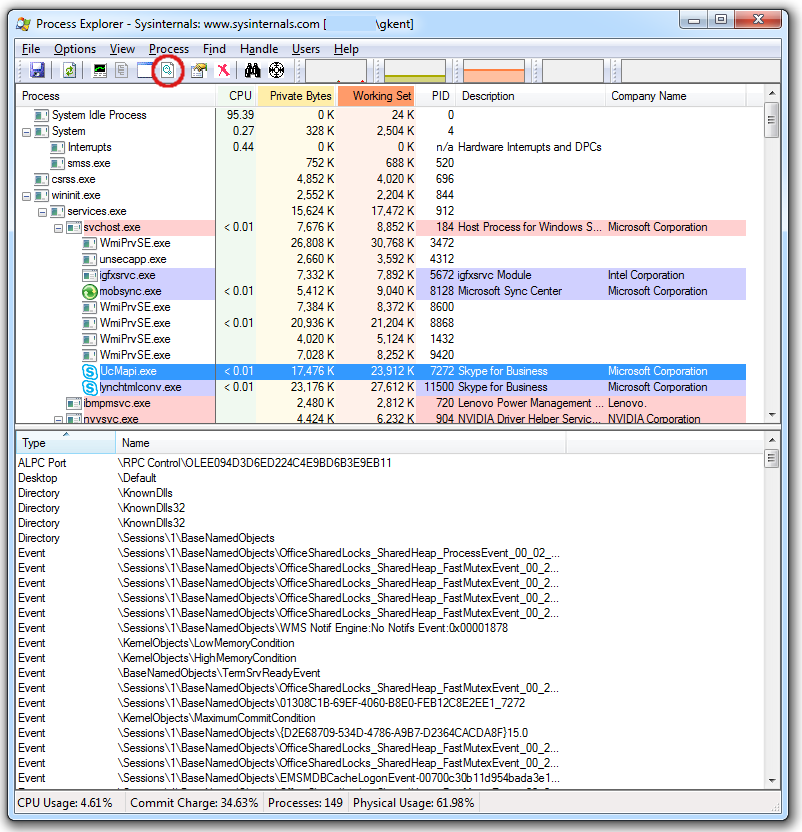 Process Explorer - Sysinternals: www.sysinternals.com [ \gkent]
File Options View Process Find Handle Users Help
Process CPU Private Bytes Working Set PID Description Company Name
System Idle Process 95.39 0 K 24 K 0
System 0.27 328 K 2,504 K 4
Interrupts 0.44 0 K 0 K n/a Hardware Interrupts and DPCs
smss.exe 752 K 688 K 520
csrss.exe 4,852 K 4,020 K 696
wininit.exe 2,552 K 2,204 K 844
services.exe 15,624 K 17,472 K 912
svchost.exe < 0.01 7,676 K 8,852 K 184 Host Process for Windows S... Microsoft Corporation
WmiPrvSE.exe 26,808 K 30,768 K 3472
unsecapp.exe 2,660 K 3,592 K 4312
igfxsrvc.exe 7,332 K 7,892 K 5672 igfxsrvc Module Intel Corporation
mobsync.exe < 0.01 5,412 K 9,040 K 8128 Microsoft Sync Center Microsoft Corporation
WmiPrvSE.exe 7,384 K 8,372 K 8600
WmiPrvSE.exe < 0.01 20,936 K 21,204 K 8868
WmiPrvSE.exe 4,020 K 5,124 K 1432
WmiPrvSE.exe 7,028 K 8,252 K 9420
UcMapi.exe < 0.01 17,476 K 23,912 K 7272 Skype for Business Microsoft Corporation
lynchtmlconv.exe < 0.01 23,176 K 27,612 K 11500 Skype for Business Microsoft Corporation
ibmpmsvc.exe 2,480 K 2,812 K 720 Lenovo Power Management ... Lenovo.
nvvsvc.exe 4,424 K 6,232 K 904 NVIDIA Driver Helper Servic... NVIDIA Corporation
Type Name
ALPC Port \RPC Control\OLEE094D3D6ED224C4E9BD6B3E9EB11
Desktop \Default
Directory \KnownDlls
Directory \KnownDlls32
Directory \KnownDlls32
Directory \Sessions\1\BaseNamedObjects
Event \Sessions\1\BaseNamedObjects\OfficeSharedLocks_SharedHeap_ProcessEvent_00_02_...
Event \Sessions\1\BaseNamedObjects\OfficeSharedLocks_SharedHeap_FastMutexEvent_00_2...
Event \Sessions\1\BaseNamedObjects\OfficeSharedLocks_SharedHeap_FastMutexEvent_00_2...
Event \Sessions\1\BaseNamedObjects\OfficeSharedLocks_SharedHeap_FastMutexEvent_00_2...
Event \Sessions\1\BaseNamedObjects\OfficeSharedLocks_SharedHeap_FastMutexEvent_00_2...
Event \Sessions\1\BaseNamedObjects\WMS Notif Engine:No Notifs Event:0x00001878
Event \KernelObjects\LowMemoryCondition
Event \KernelObjects\HighMemoryCondition
Event \BaseNamedObjects\TermSrvReadyEvent
Event \Sessions\1\BaseNamedObjects\OfficeSharedLocks_SharedHeap_FastMutexEvent_00_2...
Event \Sessions\1\BaseNamedObjects\01308C1B-69EF-4060-B8E0-FEB12C8E2EE1_7272
Event \KernelObjects\MaximumCommitCondition
Event \Sessions\1\BaseNamedObjects\{D2E68709-534D-4786-A9B7-D2364CACDA8F}15.0
Event \Sessions\1\BaseNamedObjects\OfficeSharedLocks_SharedHeap_FastMutexEvent_00_2...
Event \Sessions\1\BaseNamedObjects\OfficeSharedLocks_SharedHeap_FastMutexEvent_00_2...
Event \Sessions\1\BaseNamedObjects\EMSMDBCacheLogonEvent-00700c30b11d954bada3e1...
CPU Usage: 4.61% Commit Charge: 34.63% Processes: 149 Physical Usage: 61.98%